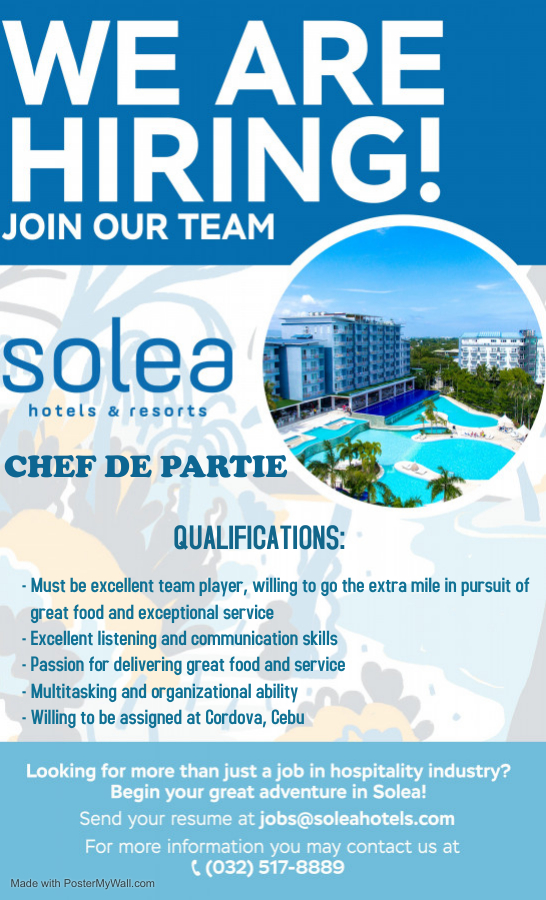 WE ARE
HIRING!
JOIN OUR TEAM
solea
hotels & resorts
CHEF DE PARTIE
QUALIFICATIONS:
- Must be excellent team player, willing to go the extra mile in pursuit of
great food and exceptional service
- Excellent listening and communication skills
- Passion for delivering great food and service
- Multitasking and organizational ability
- Willing to be assigned at Cordova, Cebu
Looking for more than just a job in hospitality industry?
Begin your great adventure in Solea!
Send your resume at jobs@soleahotels.com
For more information you may contact us at
(032) 517-8889
Made with PosterMyWall.com